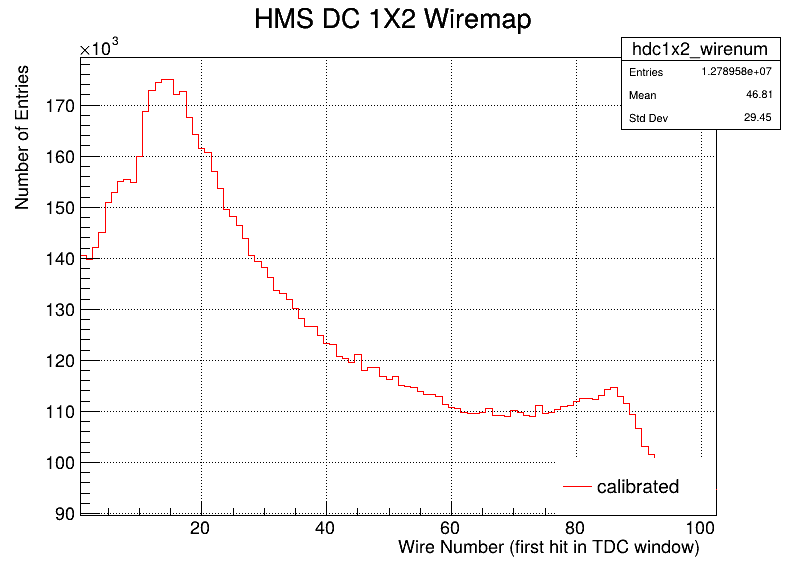 HMS DC 1X2 Wiremap
×10³
hdc1x2_wirenum
Entries 1.278958e+07
Mean 46.81
Std Dev 29.45
Number of Entries
170
160
150
140
130
120
110
100
90
calibrated
20 40 60 80 100
Wire Number (first hit in TDC window)